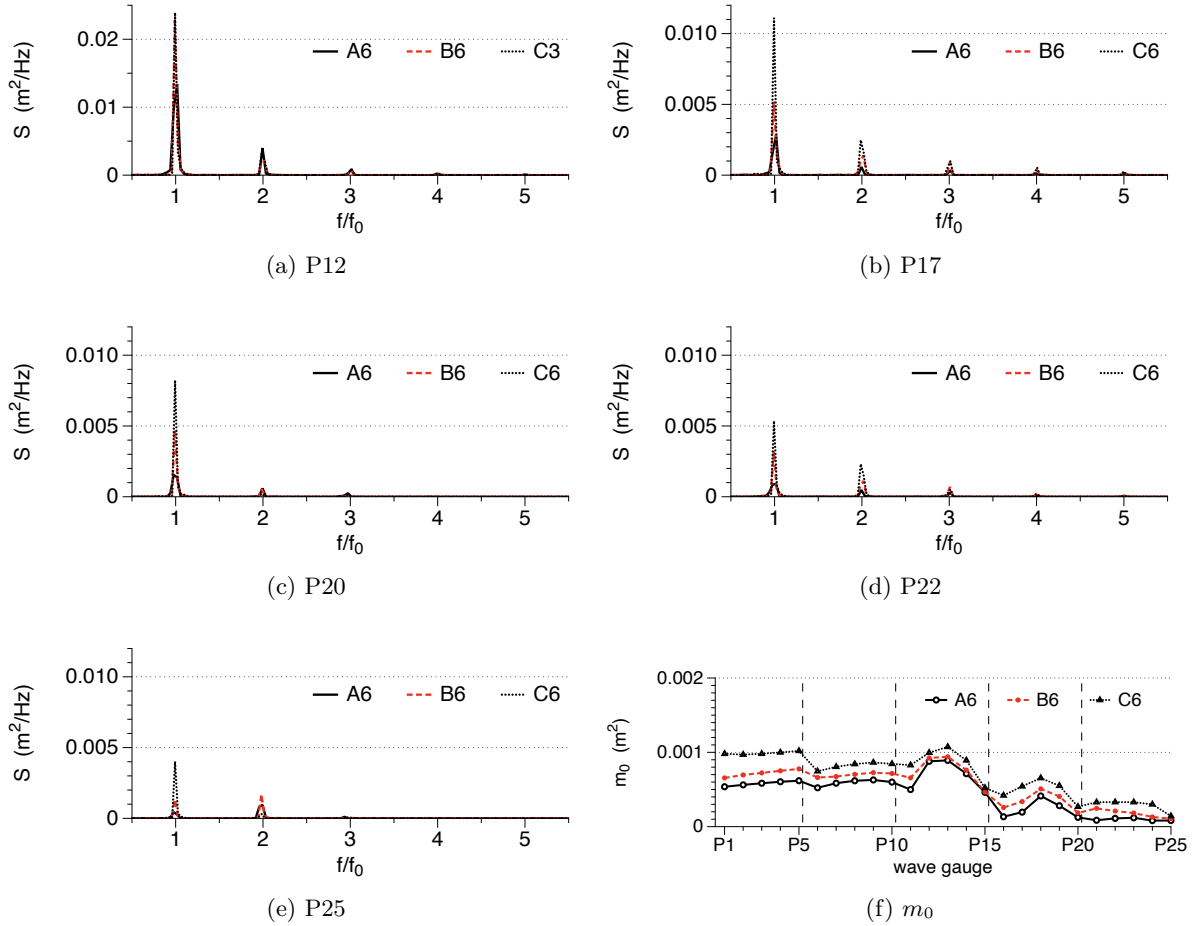 0.02
0.01
0
S (m²/Hz)
A6 B6 C3
1 2 3 4 5
f/f₀
(a) P12
0.010
0.005
0
S (m²/Hz)
A6 B6 C6
1 2 3 4 5
f/f₀
(b) P17
0.010
0.005
0
S (m²/Hz)
A6 B6 C6
1 2 3 4 5
f/f₀
(c) P20
0.010
0.005
0
S (m²/Hz)
A6 B6 C6
1 2 3 4 5
f/f₀
(d) P22
0.010
0.005
0
S (m²/Hz)
A6 B6 C6
1 2 3 4 5
f/f₀
(e) P25
0.002
0.001
0
m₀ (m²)
A6 B6 C6
P1 P5 P10 P15 P20 P25
wave gauge
(f) m₀